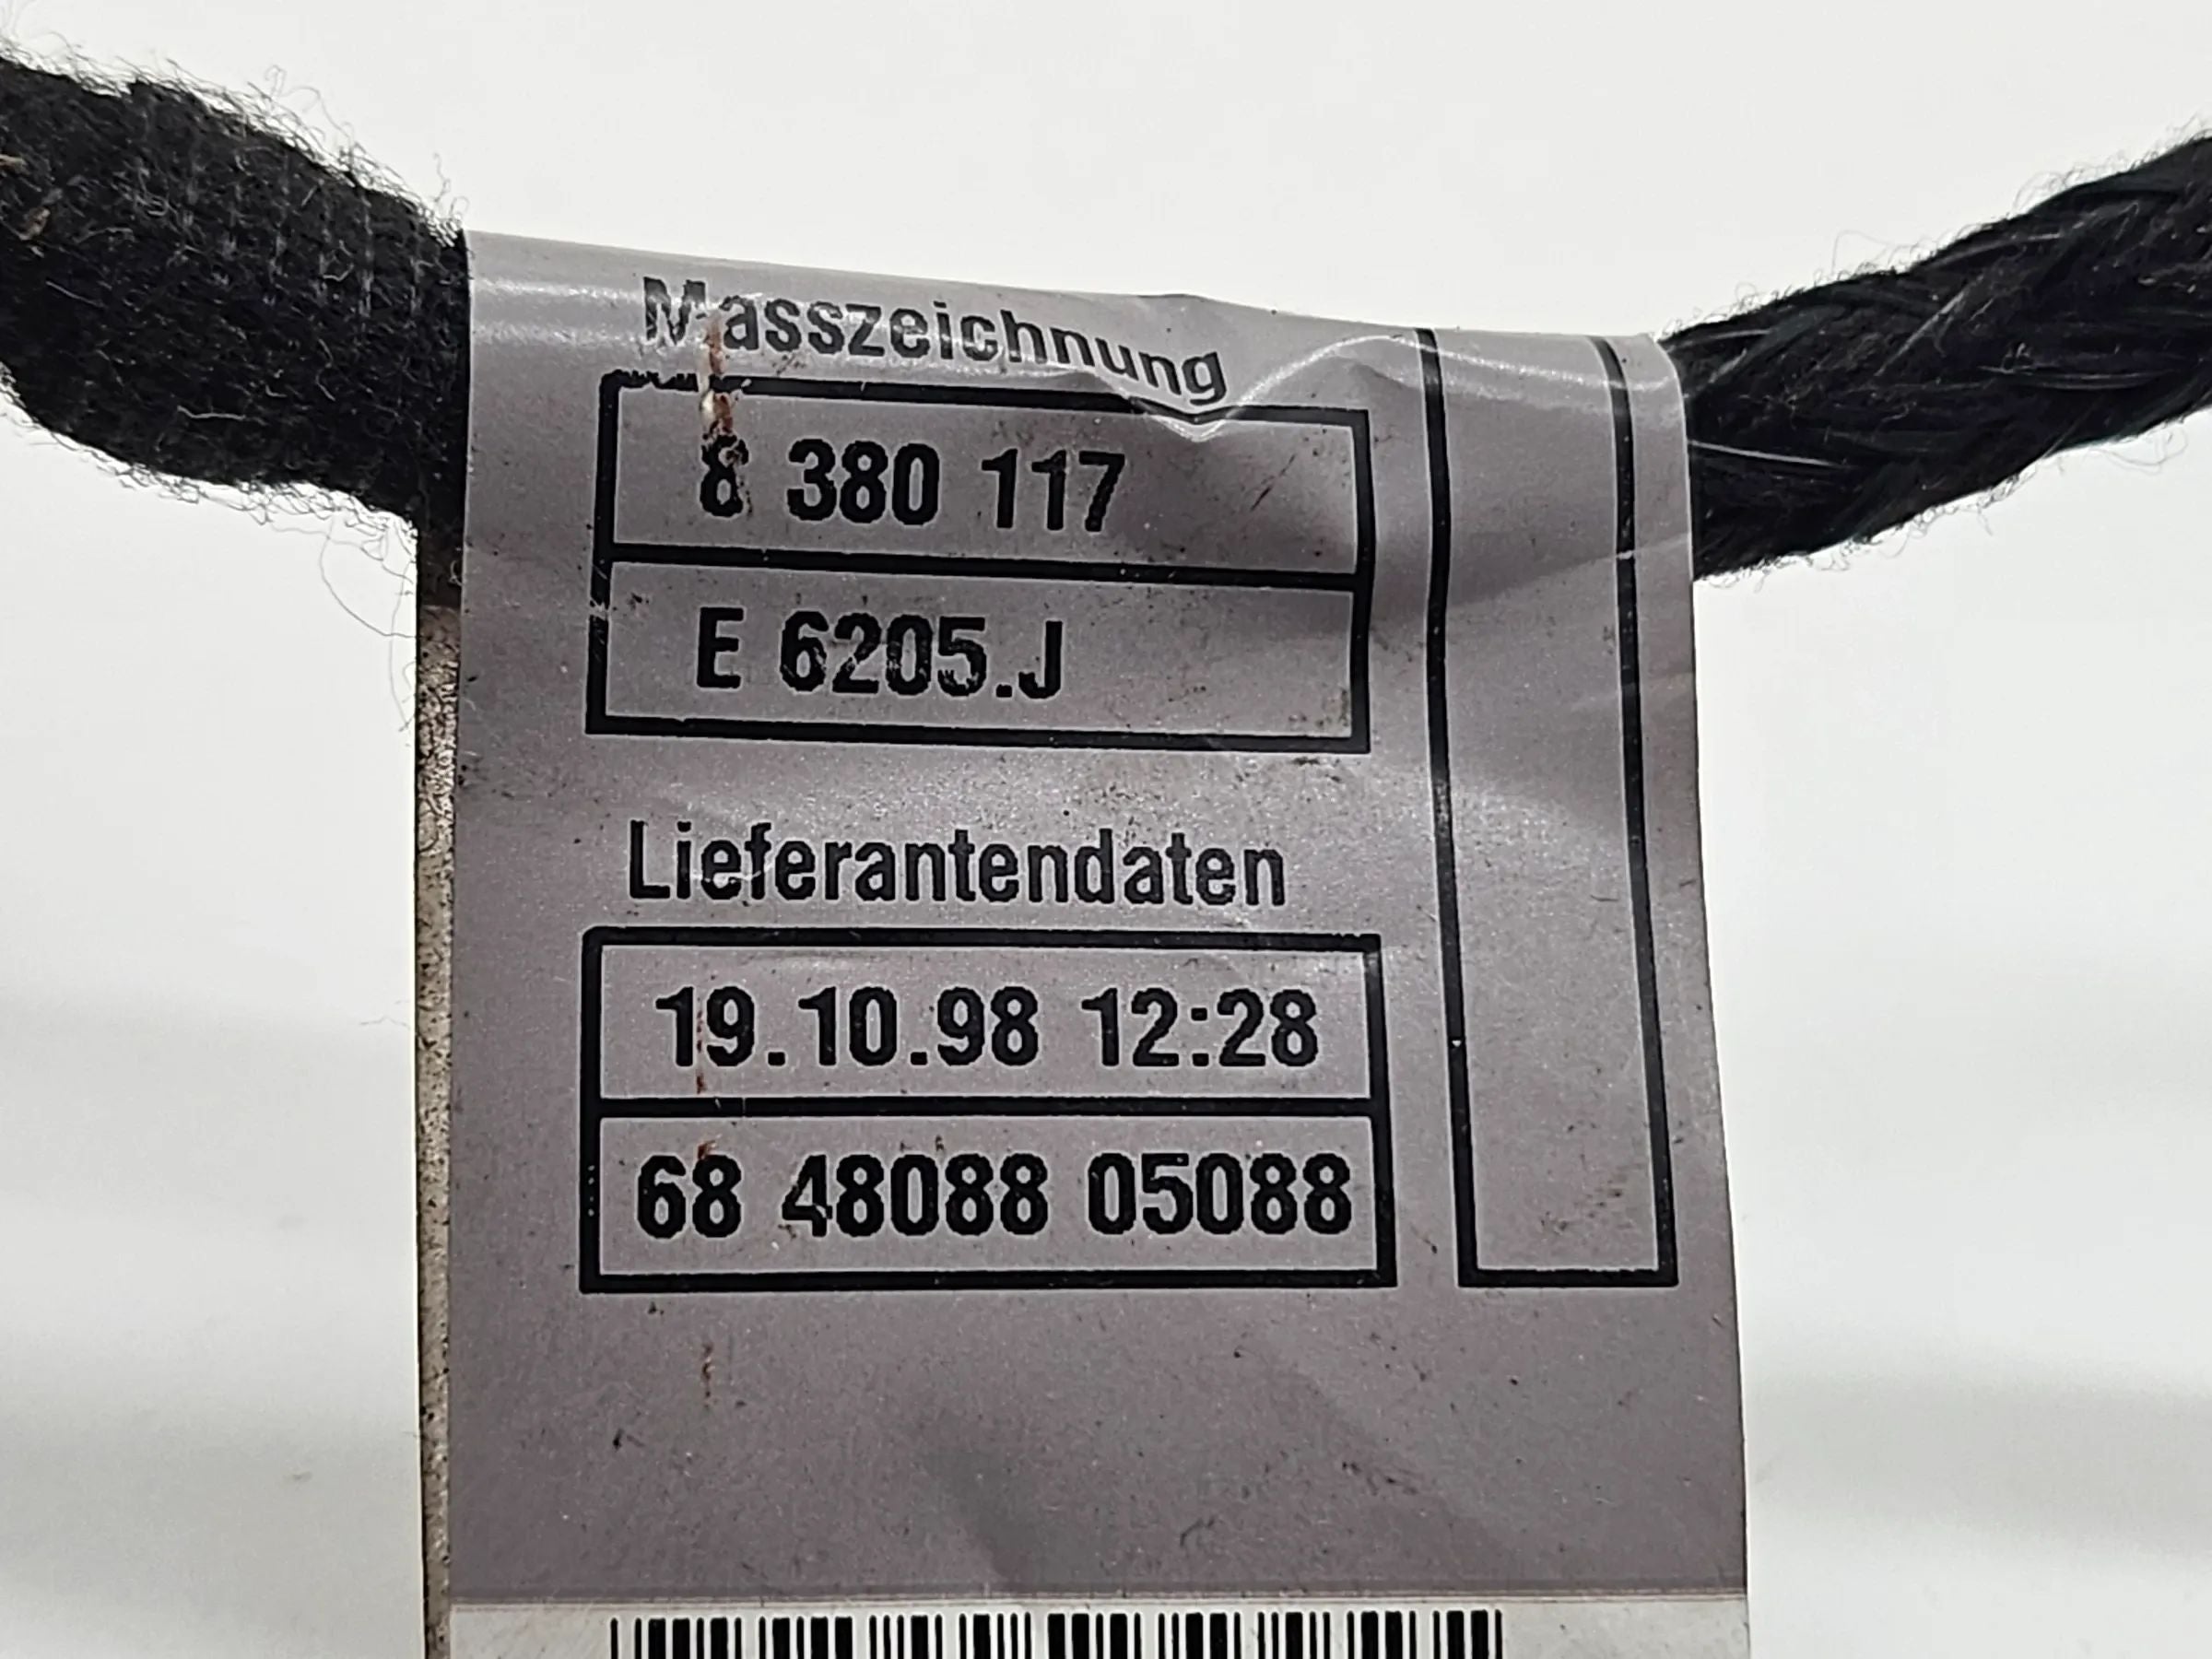 Masszeichnung
8 380 117
E 6205.J
Lieferantendaten
19.10.98 12:28
68 48088 05088